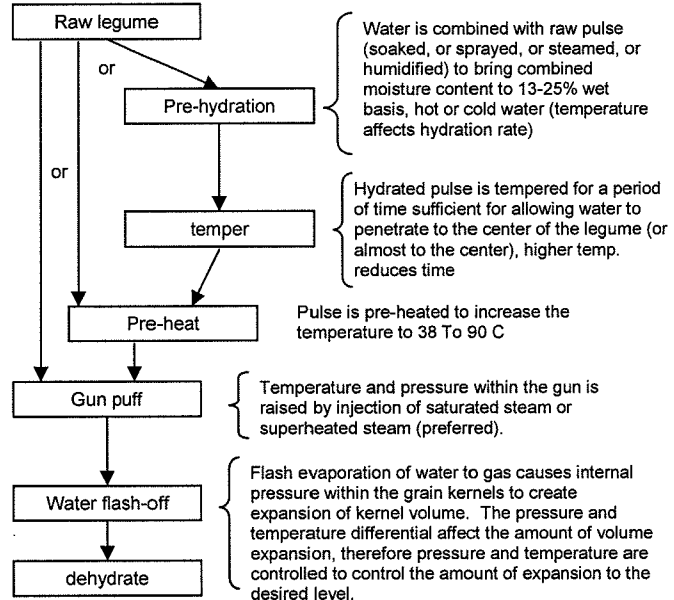 Raw legume
or
Pre-hydration
Water is combined with raw pulse
(soaked, or sprayed, or steamed, or
humidified) to bring combined
moisture content to 13-25% wet
basis, hot or cold water (temperature
affects hydration rate)
or
temper
Hydrated pulse is tempered for a period
of time sufficient for allowing water to
penetrate to the center of the legume (or
almost to the center), higher temp.
reduces time
Pre-heat
Pulse is pre-heated to increase the
temperature to 38 To 90 C
Gun puff
Temperature and pressure within the gun is
raised by injection of saturated steam or
superheated steam (preferred).
Water flash-off
Flash evaporation of water to gas causes internal
pressure within the grain kernels to create
expansion of kernel volume. The pressure and
temperature differential affect the amount of volume
expansion, therefore pressure and temperature are
controlled to control the amount of expansion to the
desired level.
dehydrate